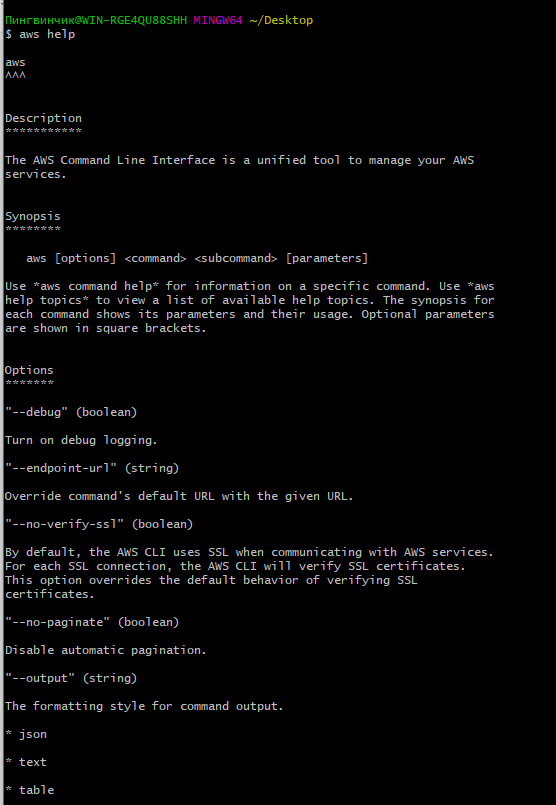 Пингвинчик@WIN-RGE4QU88SHH MINGW64 ~/Desktop
$ aws help
aws
^^^
Description
***********
The AWS Command Line Interface is a unified tool to manage your AWS
services.
Synopsis
********
aws [options] <command> <subcommand> [parameters]
Use *aws command help* for information on a specific command. Use *aws
help topics* to view a list of available help topics. The synopsis for
each command shows its parameters and their usage. Optional parameters
are shown in square brackets.
Options
*******
"--debug" (boolean)
Turn on debug logging.
"--endpoint-url" (string)
Override command's default URL with the given URL.
"--no-verify-ssl" (boolean)
By default, the AWS CLI uses SSL when communicating with AWS services.
For each SSL connection, the AWS CLI will verify SSL certificates.
This option overrides the default behavior of verifying SSL
certificates.
"--no-paginate" (boolean)
Disable automatic pagination.
"--output" (string)
The formatting style for command output.
* json
* text
* table